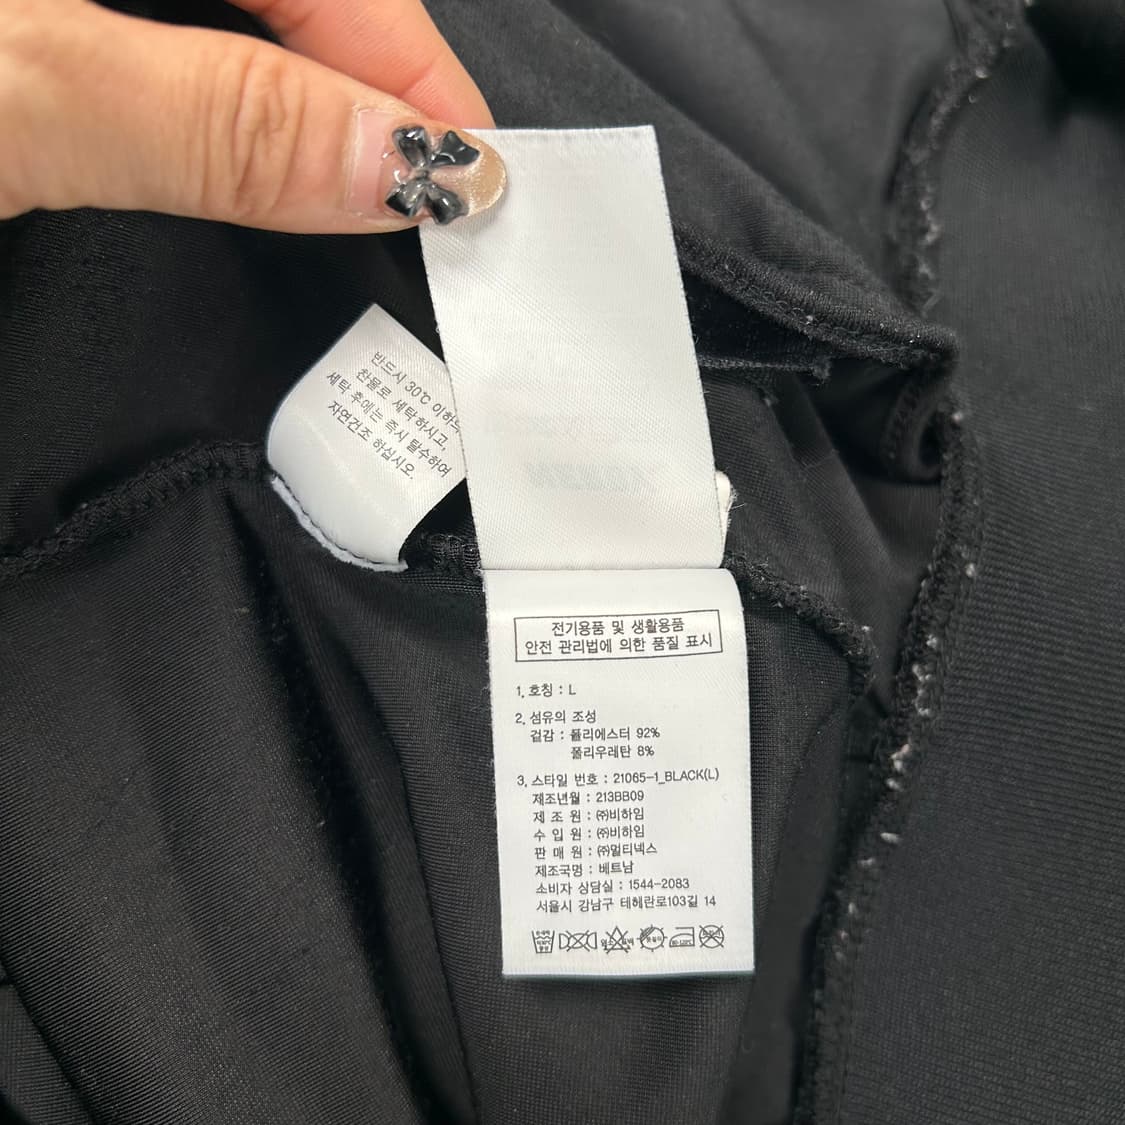 반드시 30℃ 이하의
찬물로 세탁하시고,
세탁 후에는 즉시 탈수하여
자연건조 하십시오.
전기용품 및 생활용품
안전 관리법에 의한 품질 표시
1. 호칭 : L
2. 섬유의 조성
겉감 : 폴리에스터 92%
폴리우레탄 8%
3. 스타일 번호 : 21065-1_BLACK(L)
제조년월 : 213BB09
제 조 원 : ㈜비하임
수 입 원 : ㈜비하임
판 매 원 : ㈜멀티넥스
제조국명 : 베트남
소비자 상담실 : 1544-2083
서울시 강남구 테헤란로103길 14